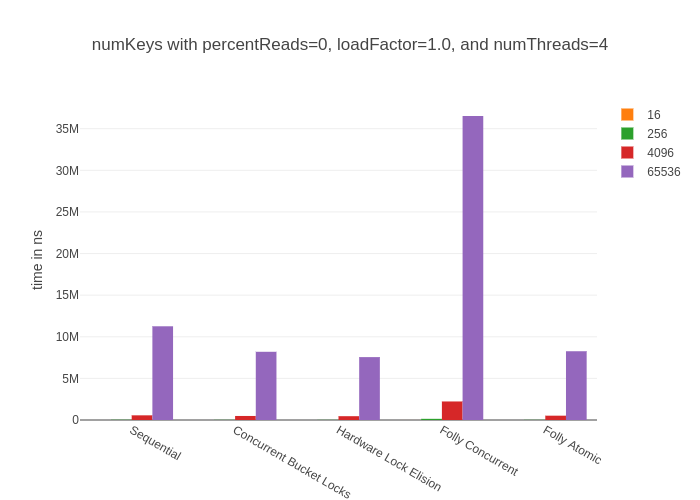 numKeys with percentReads=0, loadFactor=1.0, and numThreads=4
16
256
4096
65536
35M
30M
25M
20M
15M
10M
5M
0
time in ns
Sequential
Concurrent Bucket Locks
Hardware Lock Elision
Folly Concurrent
Folly Atomic